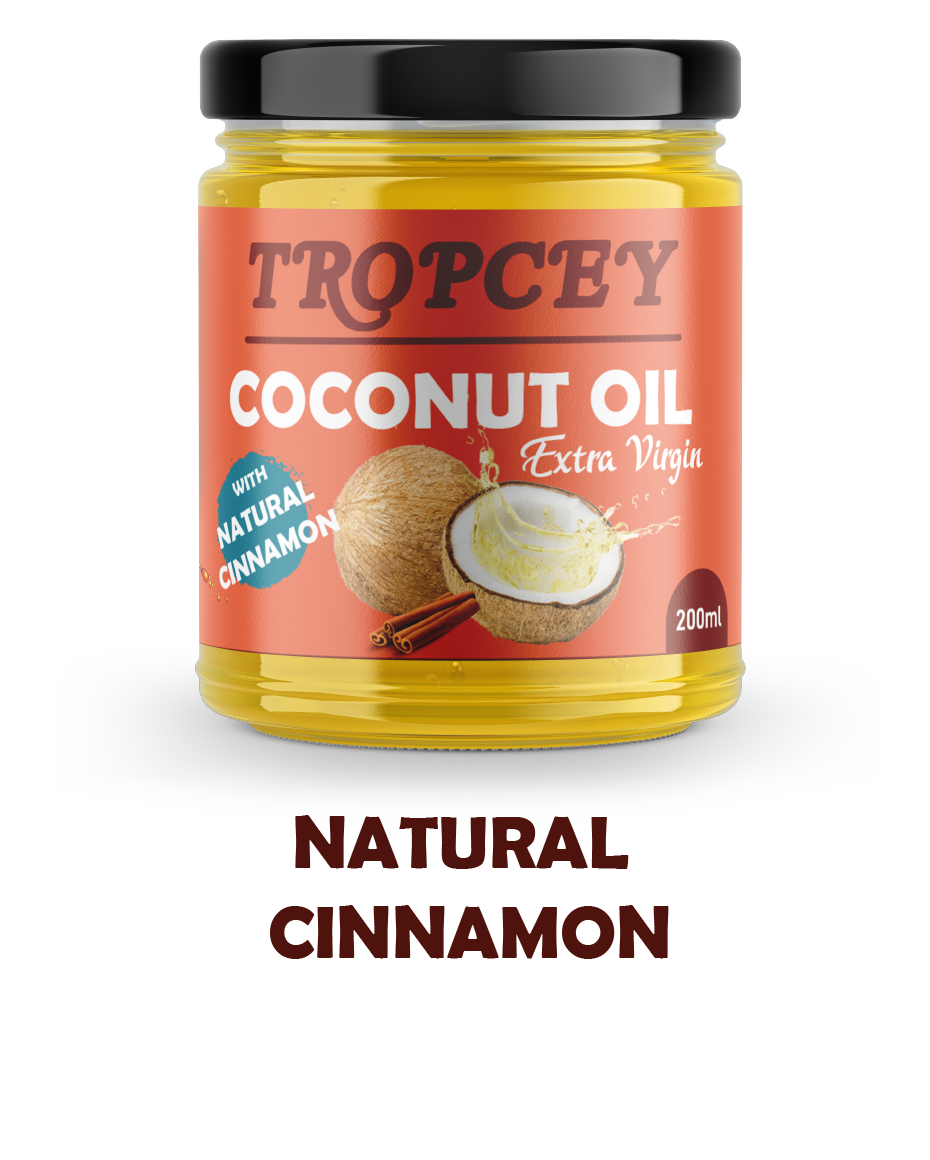 TROPCEY
COCONUT OIL
Extra Virgin
WITH
NATURAL
CINNAMON
200ml
NATURAL
CINNAMON